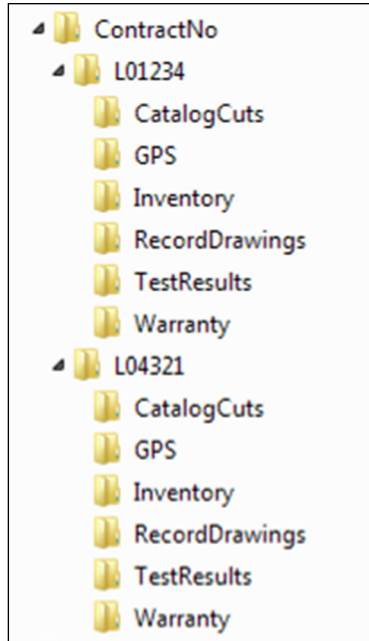 ContractNo
L01234
CatalogCuts
GPS
Inventory
RecordDrawings
TestResults
Warranty
L04321
CatalogCuts
GPS
Inventory
RecordDrawings
TestResults
Warranty